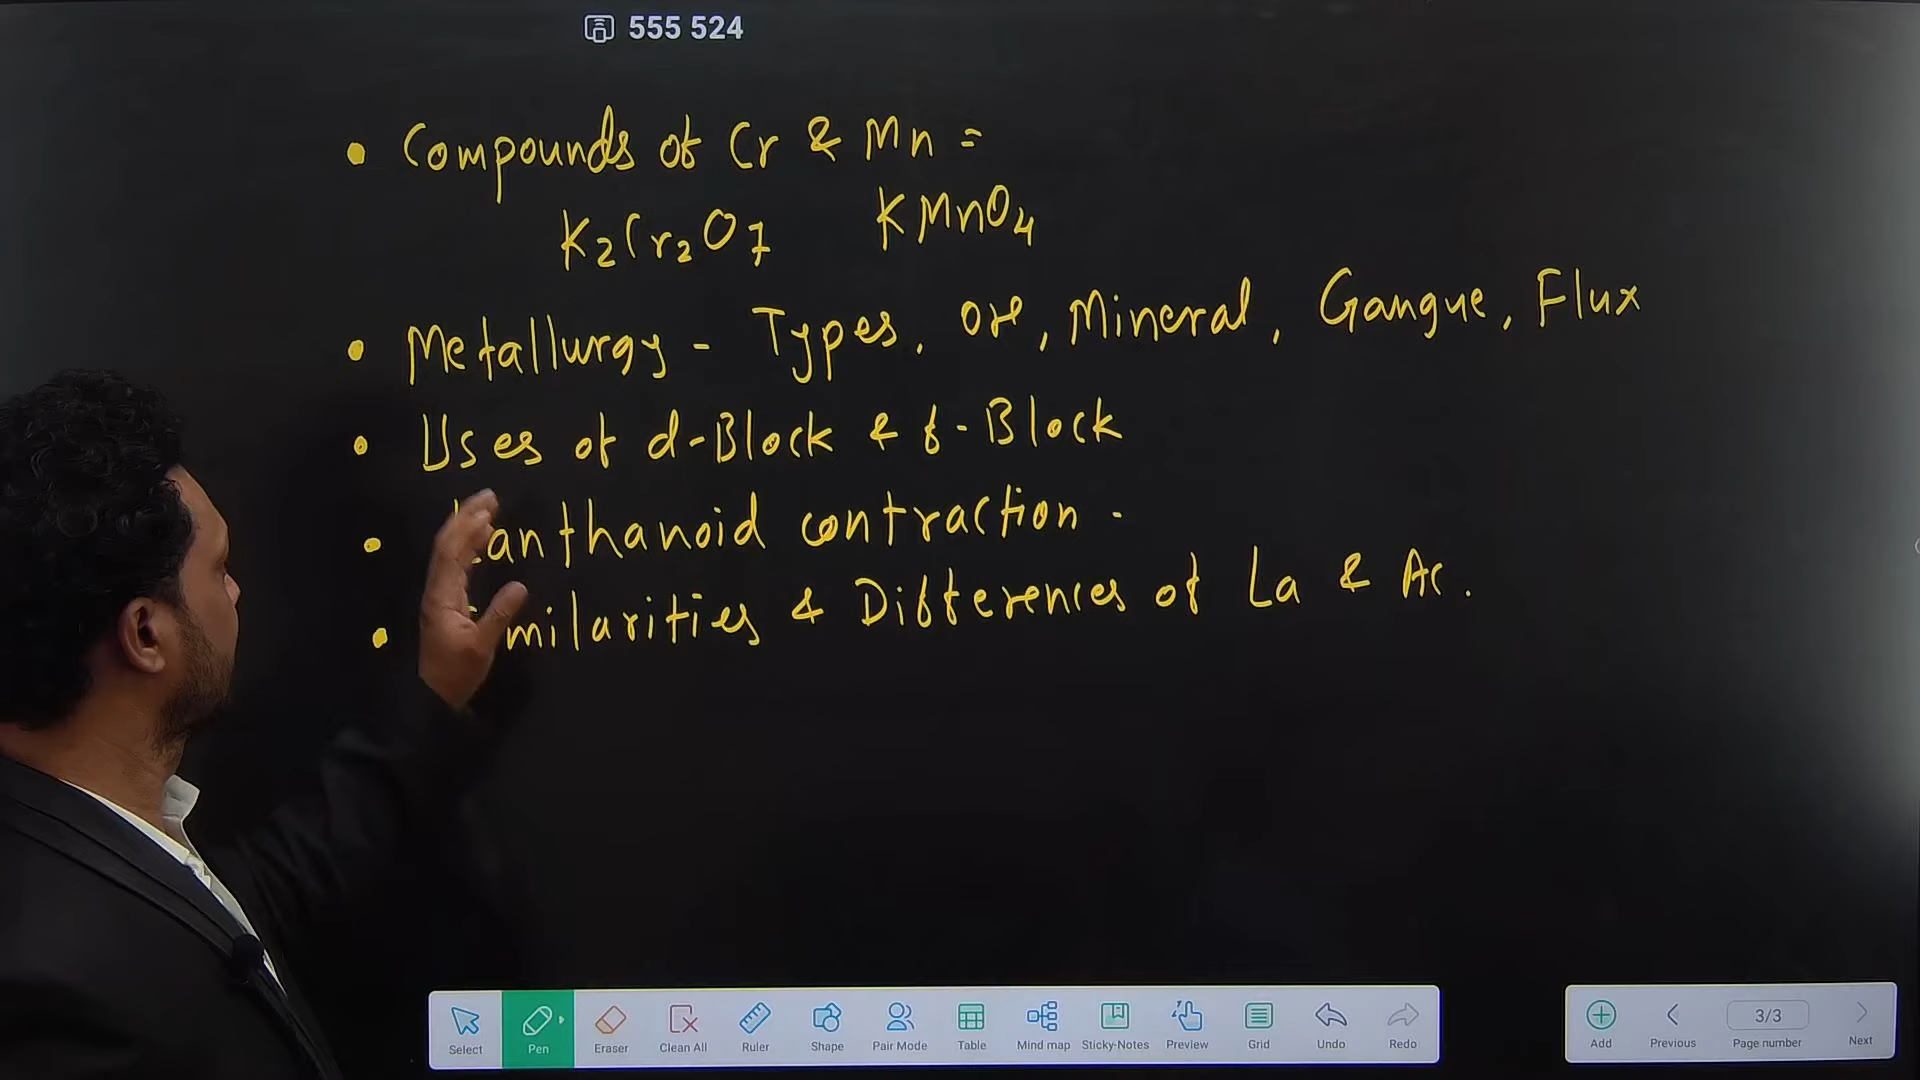 555 524
• Compounds of Cr & Mn =
K2Cr2O7 KMnO4
• Metallurgy - Types, Ore, Mineral, Gangue, Flux
• Uses of d-Block & f-Block
• Lanthanoid contraction -
• Similarities & Differences of La & Ac.
Select Pen Eraser Clean All Ruler Shape Pair Mode Table Mind map Sticky-Notes Preview Grid Undo Redo
3/3
Add Previous Page number Next